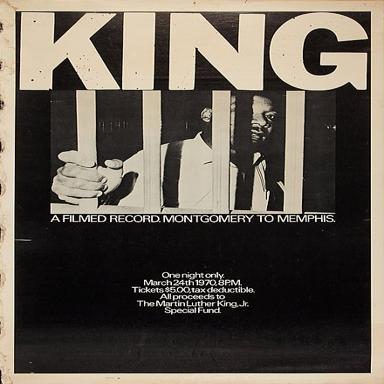 KING
A FILMED RECORD. MONTGOMERY TO MEMPHIS.
One night only.
March 24th 1970, 8 P.M.
Tickets $5.00, tax deductible.
All proceeds to
The Martin Luther King, Jr.
Special Fund.